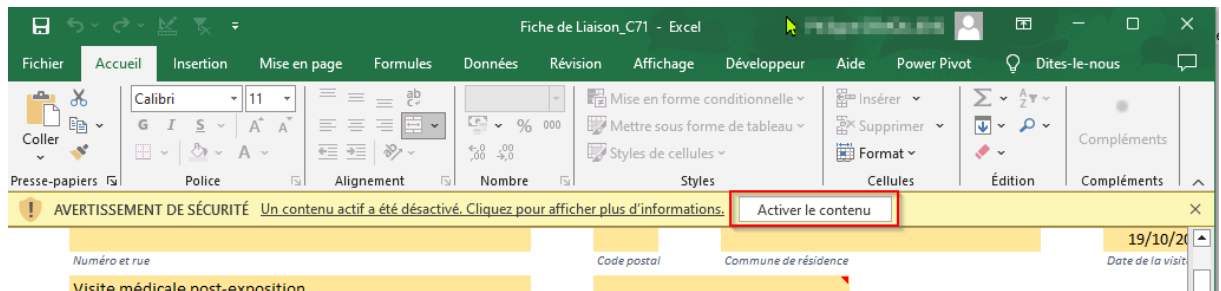 Fiche de Liaison_C71 - Excel
Fichier Accueil Insertion Mise en page Formules Données Révision Affichage Développeur Aide Power Pivot Dites-le-nous
Calibri 11 ab
Mise en forme conditionnelle Insérer
Coller G I S A A % 000 Mettre sous forme de tableau Supprimer Compléments
A Styles de cellules Format
Presse-papiers Police Alignement Nombre Styles Cellules Édition Compléments
AVERTISSEMENT DE SÉCURITÉ Un contenu actif a été désactivé. Cliquez pour afficher plus d'informations. Activer le contenu
19/10/
Numéro et rue Code postal Commune de résidence Date de la
Visite médicale post-exposition